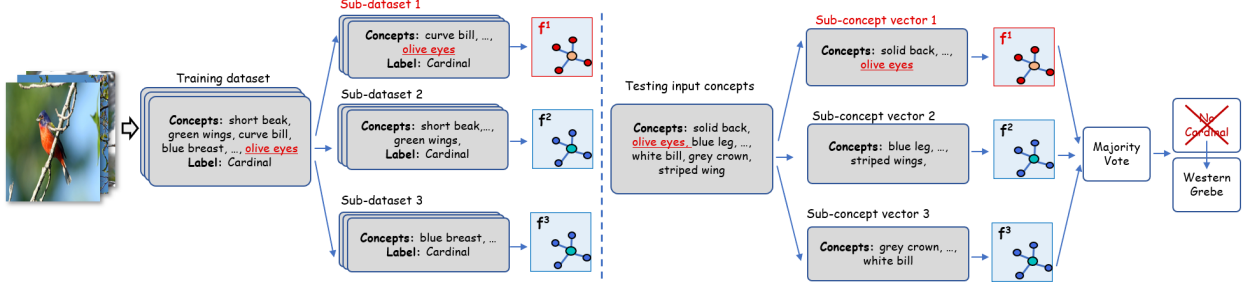 Training dataset
Concepts: short beak,
green wings, curve bill,
blue breast, ..., olive eyes
Label: Cardinal
Sub-dataset 1
Concepts: curve bill, ...,
olive eyes
Label: Cardinal
f¹
Sub-dataset 2
Concepts: short beak,...,
green wings,
Label: Cardinal
f²
Sub-dataset 3
Concepts: blue breast, ...
Label: Cardinal
f³
Testing input concepts
Concepts: solid back,
olive eyes, blue leg, ...,
white bill, grey crown,
striped wing
Sub-concept vector 1
Concepts: solid back, ...,
olive eyes
f¹
Sub-concept vector 2
Concepts: blue leg, ...,
striped wings,
f²
Sub-concept vector 3
Concepts: grey crown, ...,
white bill
f³
Majority
Vote
No
Cardinal
Western
Grebe